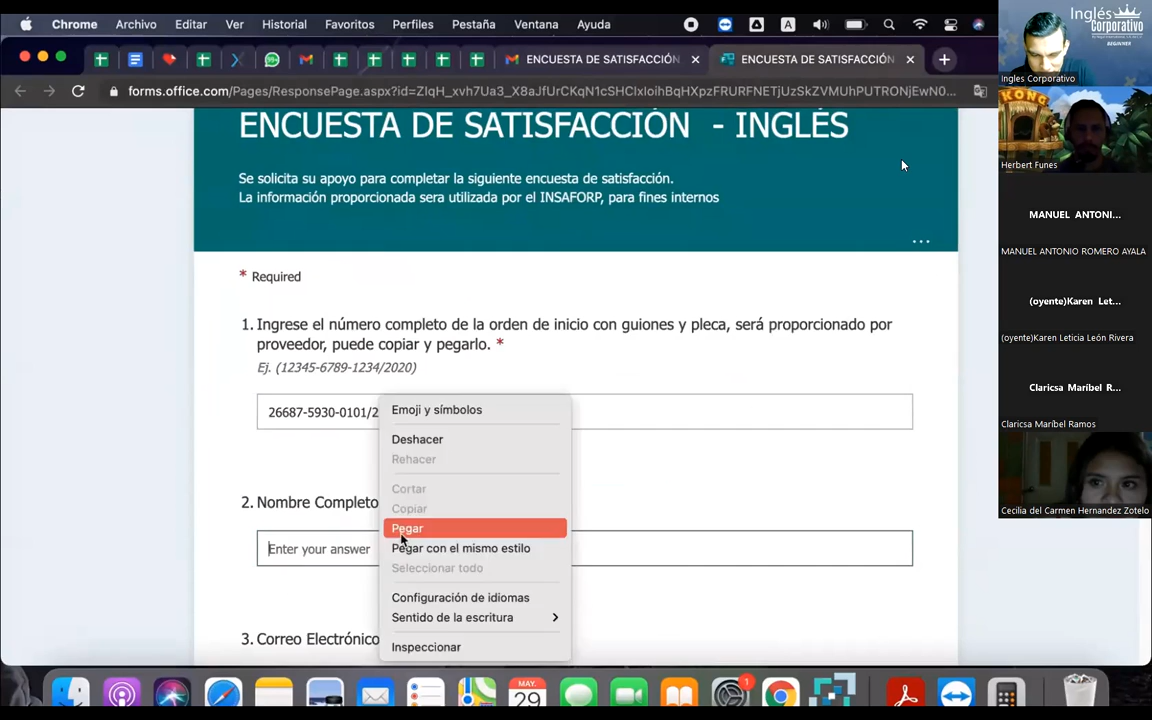 Chrome Archivo Editar Ver Historial Favoritos Perfiles Pestaña Ventana Ayuda
A
ENCUESTA DE SATISFACCIÓN
ENCUESTA DE SATISFACCIÓN
forms.office.com/Pages/ResponsePage.aspx?id=
ENCUESTA DE SATISFACCIÓN - INGLÉS
Se solicita su apoyo para completar la siguiente encuesta de satisfacción.
La información proporcionada sera utilizada por el INSAFORP, para fines internos
...
* Required
1. Ingrese el número completo de la orden de inicio con guiones y pleca, será proporcionado por
proveedor, puede copiar y pegarlo. *
Ej. (12345-6789-1234/2020)
26687-5930-0101/2
2. Nombre Completo
Enter your answer
3. Correo Electrónico
Emoji y símbolos
Deshacer
Rehacer
Cortar
Copiar
Pegar
Pegar con el mismo estilo
Seleccionar todo
Configuración de idiomas
Sentido de la escritura
Inspeccionar
MAY.
29
1
Inglés
Corporativo
BEGINNER
Ingles Corporativo
KONG
Herbert Funes
MANUEL ANTONI...
MANUEL ANTONIO ROMERO AYALA
(oyente)Karen Let...
(oyente)Karen Leticia León Rivera
Claricsa Maribel R...
Claricsa Maríbel Ramos
Cecilia del Carmen Hernandez Zotelo